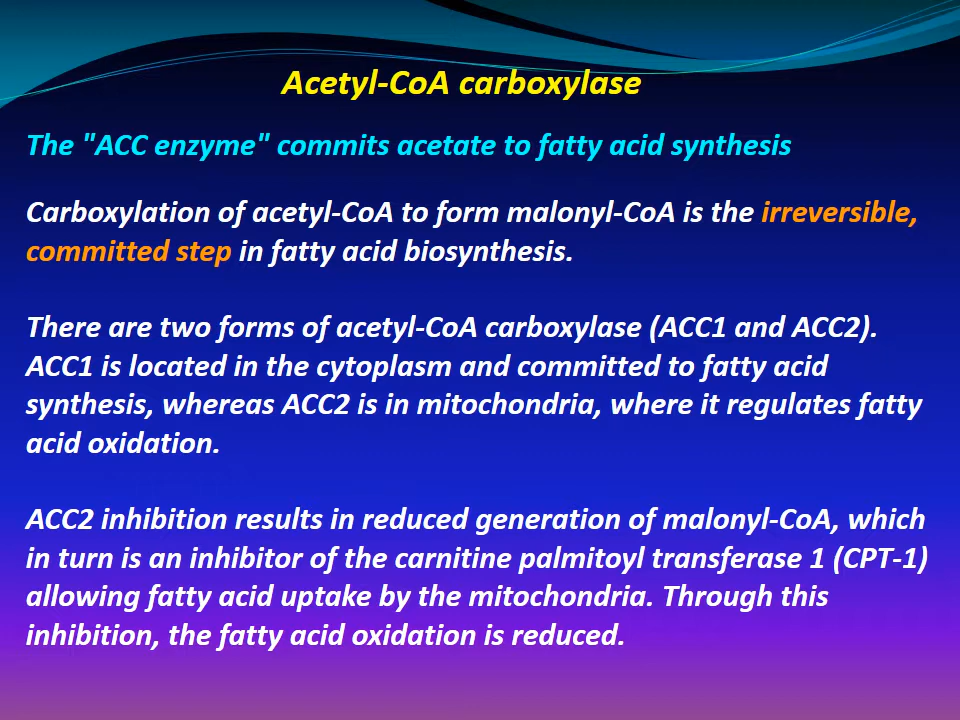 Acetyl-CoA carboxylase
The "ACC enzyme" commits acetate to fatty acid synthesis
Carboxylation of acetyl-CoA to form malonyl-CoA is the irreversible,
committed step in fatty acid biosynthesis.
There are two forms of acetyl-CoA carboxylase (ACC1 and ACC2).
ACC1 is located in the cytoplasm and committed to fatty acid
synthesis, whereas ACC2 is in mitochondria, where it regulates fatty
acid oxidation.
ACC2 inhibition results in reduced generation of malonyl-CoA, which
in turn is an inhibitor of the carnitine palmitoyl transferase 1 (CPT-1)
allowing fatty acid uptake by the mitochondria. Through this
inhibition, the fatty acid oxidation is reduced.